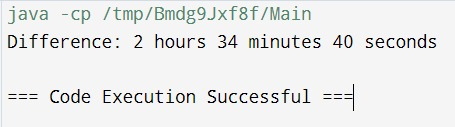 java -cp /tmp/Bmdg9Jxf8f/Main
Difference: 2 hours 34 minutes 40 seconds
=== Code Execution Successful ===